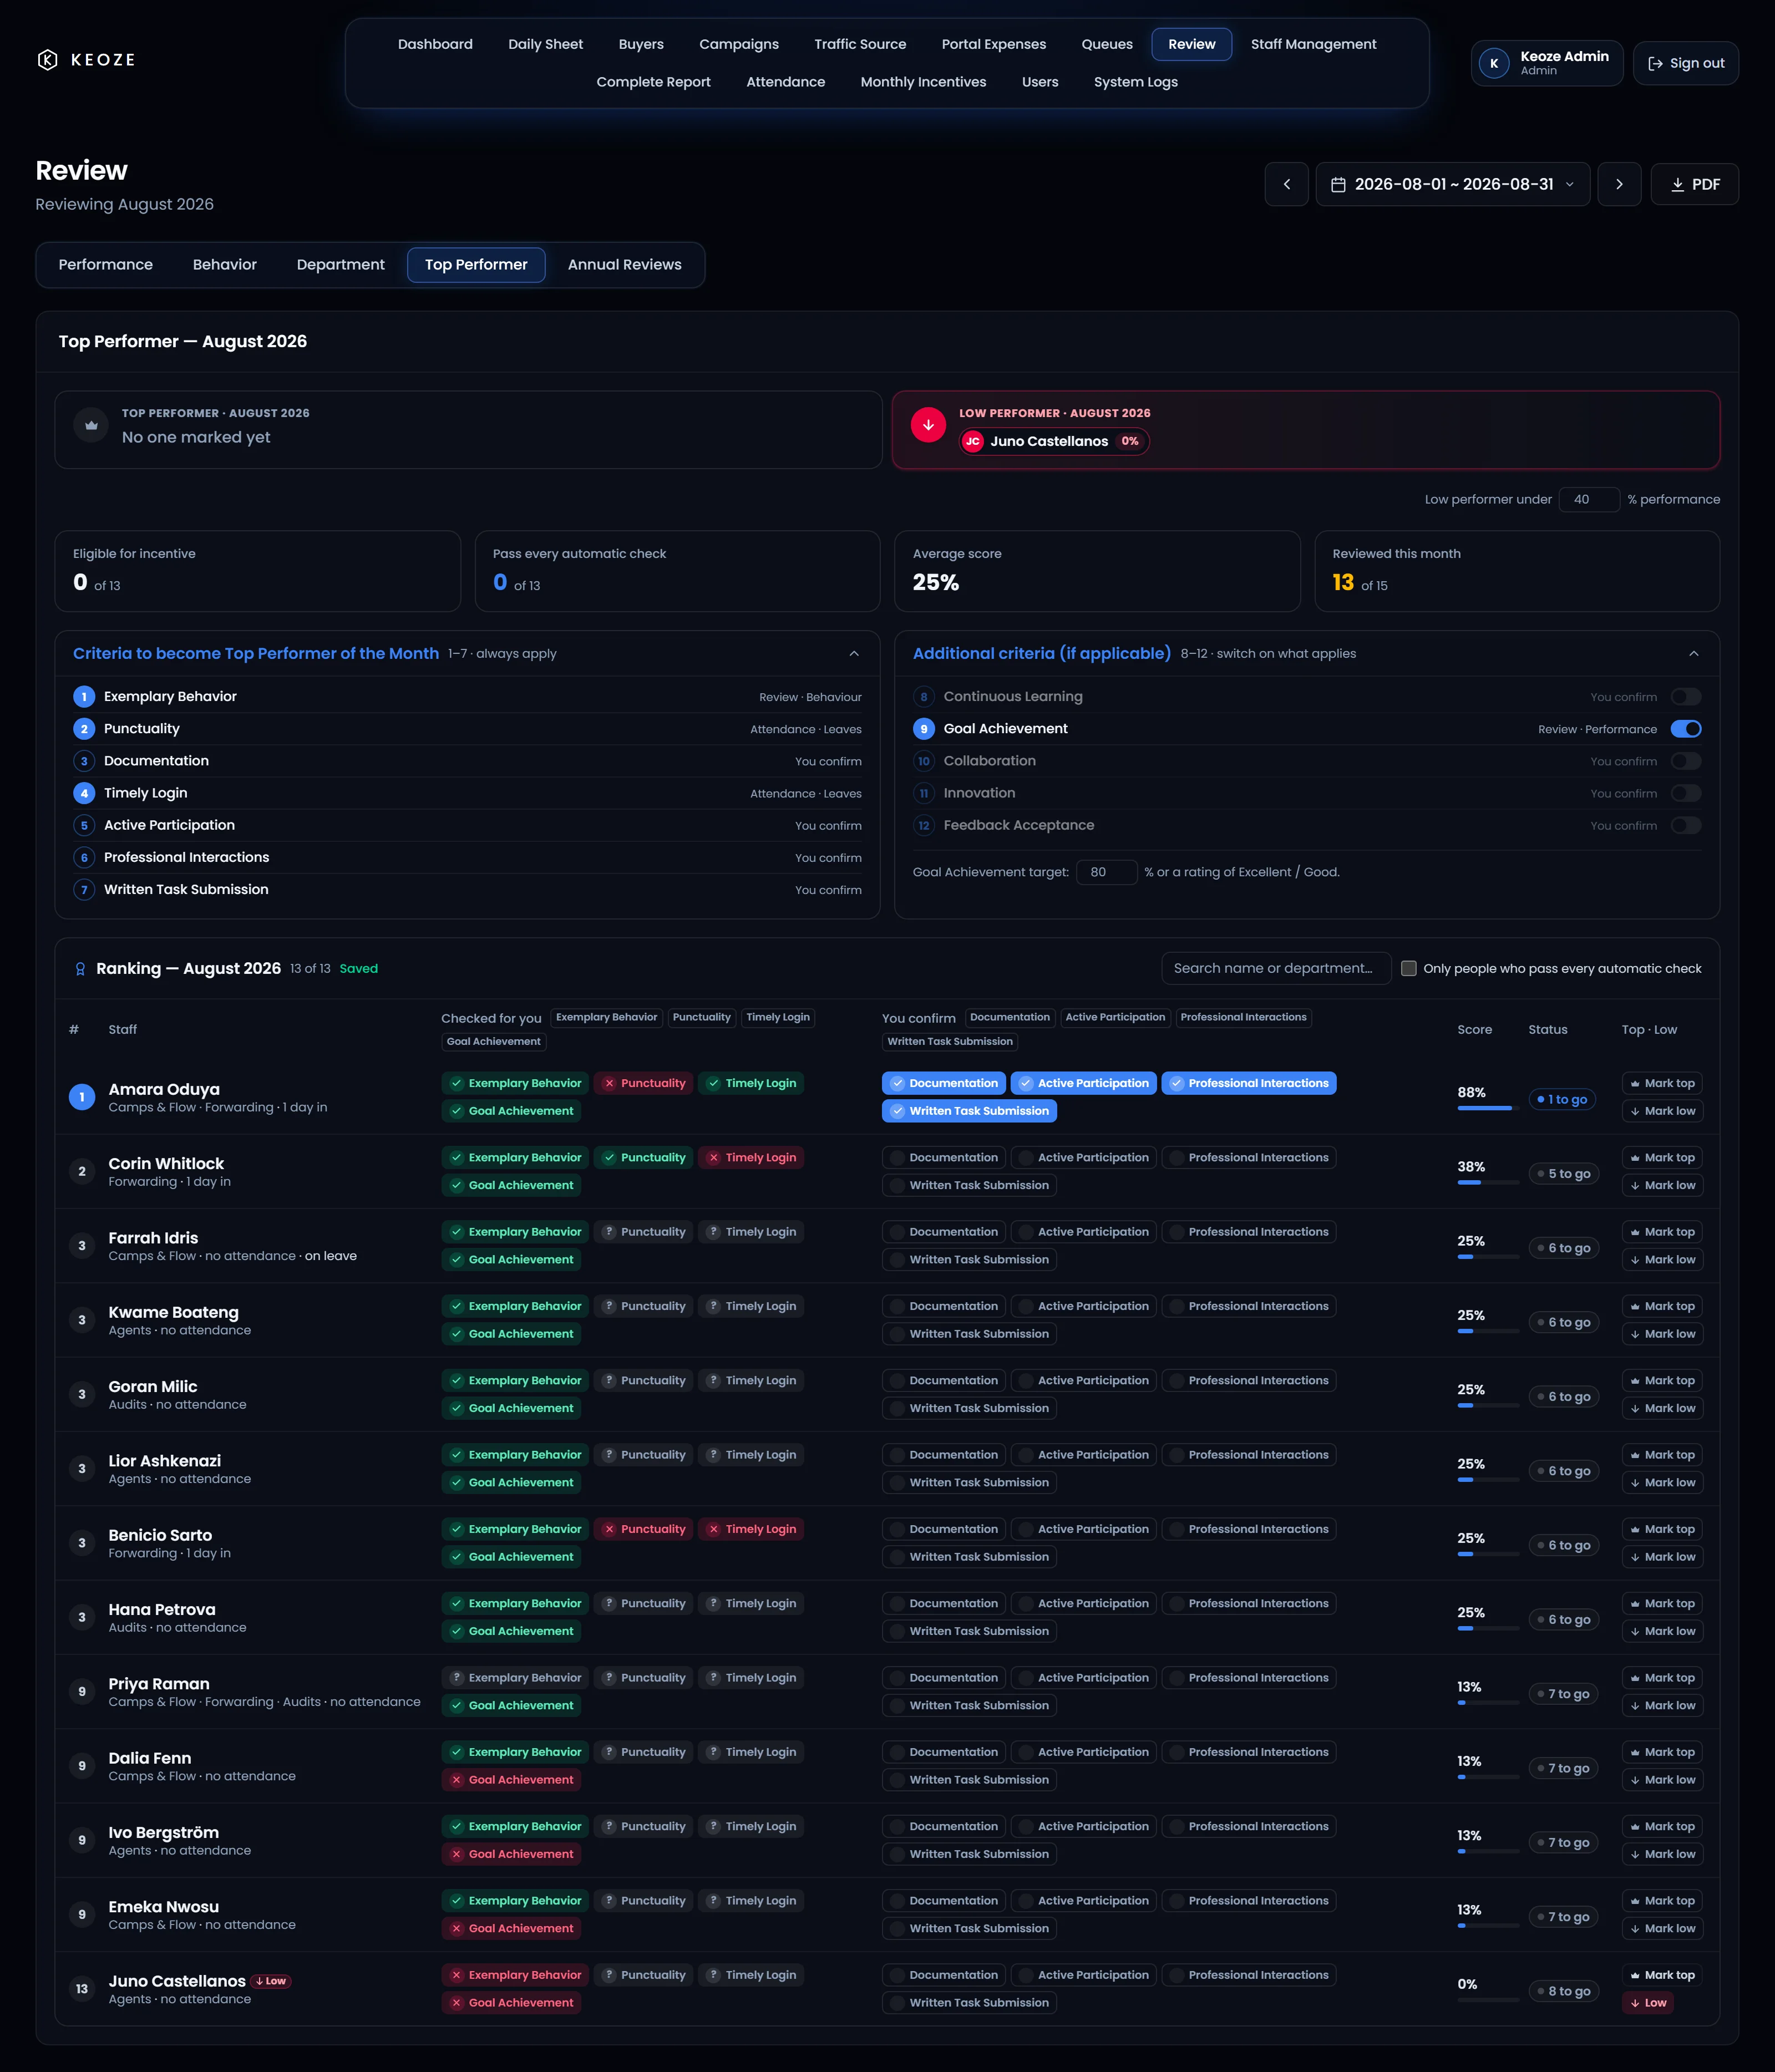 KEOZE
Dashboard Daily Sheet Buyers Campaigns Traffic Source Portal Expenses Queues Review Staff Management
Complete Report Attendance Monthly Incentives Users System Logs
K Keoze Admin
Admin
Sign out
Review
Reviewing August 2026
2026-08-01 ~ 2026-08-31
PDF
Performance Behavior Department Top Performer Annual Reviews
Top Performer — August 2026
TOP PERFORMER · AUGUST 2026
No one marked yet
LOW PERFORMER · AUGUST 2026
JC Juno Castellanos 0%
Low performer under 40 % performance
Eligible for incentive
0 of 13
Pass every automatic check
0 of 13
Average score
25%
Reviewed this month
13 of 15
Criteria to become Top Performer of the Month 1–7 · always apply
1 Exemplary Behavior Review · Behaviour
2 Punctuality Attendance · Leaves
3 Documentation You confirm
4 Timely Login Attendance · Leaves
5 Active Participation You confirm
6 Professional Interactions You confirm
7 Written Task Submission You confirm
Additional criteria (if applicable) 8–12 · switch on what applies
8 Continuous Learning You confirm
9 Goal Achievement Review · Performance
10 Collaboration You confirm
11 Innovation You confirm
12 Feedback Acceptance You confirm
Goal Achievement target: 80 % or a rating of Excellent / Good.
Ranking — August 2026 13 of 13 Saved
Search name or department...
Only people who pass every automatic check
# Staff Checked for you Exemplary Behavior Punctuality Timely Login You confirm Documentation Active Participation Professional Interactions Score Status Top · Low
Goal Achievement Written Task Submission
1 Amara Oduya Exemplary Behavior Punctuality Timely Login Documentation Active Participation Professional Interactions 88% 1 to go Mark top
Camps & Flow · Forwarding · 1 day in Goal Achievement Written Task Submission Mark low
2 Corin Whitlock Exemplary Behavior Punctuality Timely Login Documentation Active Participation Professional Interactions 38% 5 to go Mark top
Forwarding · 1 day in Goal Achievement Written Task Submission Mark low
3 Farrah Idris Exemplary Behavior ? Punctuality ? Timely Login Documentation Active Participation Professional Interactions 25% 6 to go Mark top
Camps & Flow · no attendance · on leave Goal Achievement Written Task Submission Mark low
3 Kwame Boateng Exemplary Behavior ? Punctuality ? Timely Login Documentation Active Participation Professional Interactions 25% 6 to go Mark top
Agents · no attendance Goal Achievement Written Task Submission Mark low
3 Goran Milic Exemplary Behavior ? Punctuality ? Timely Login Documentation Active Participation Professional Interactions 25% 6 to go Mark top
Audits · no attendance Goal Achievement Written Task Submission Mark low
3 Lior Ashkenazi Exemplary Behavior ? Punctuality ? Timely Login Documentation Active Participation Professional Interactions 25% 6 to go Mark top
Agents · no attendance Goal Achievement Written Task Submission Mark low
3 Benicio Sarto Exemplary Behavior Punctuality Timely Login Documentation Active Participation Professional Interactions 25% 6 to go Mark top
Forwarding · 1 day in Goal Achievement Written Task Submission Mark low
3 Hana Petrova Exemplary Behavior ? Punctuality ? Timely Login Documentation Active Participation Professional Interactions 25% 6 to go Mark top
Audits · no attendance Goal Achievement Written Task Submission Mark low
9 Priya Raman ? Exemplary Behavior ? Punctuality ? Timely Login Documentation Active Participation Professional Interactions 13% 7 to go Mark top
Camps & Flow · Forwarding · Audits · no attendance Goal Achievement Written Task Submission Mark low
9 Dalia Fenn Exemplary Behavior ? Punctuality ? Timely Login Documentation Active Participation Professional Interactions 13% 7 to go Mark top
Camps & Flow · no attendance Goal Achievement Written Task Submission Mark low
9 Ivo Bergström Exemplary Behavior ? Punctuality ? Timely Login Documentation Active Participation Professional Interactions 13% 7 to go Mark top
Agents · no attendance Goal Achievement Written Task Submission Mark low
9 Emeka Nwosu Exemplary Behavior ? Punctuality ? Timely Login Documentation Active Participation Professional Interactions 13% 7 to go Mark top
Camps & Flow · no attendance Goal Achievement Written Task Submission Mark low
13 Juno Castellanos Low Exemplary Behavior ? Punctuality ? Timely Login Documentation Active Participation Professional Interactions 0% 8 to go Mark top
Agents · no attendance Goal Achievement Written Task Submission Low